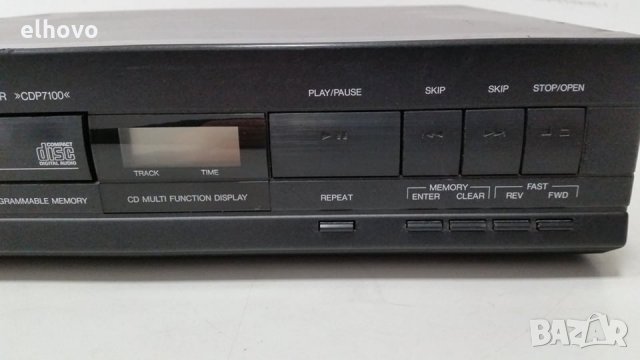 elhovo
R »CDP7100«
PLAY/PAUSE
SKIP
SKIP
STOP/OPEN
COMPACT
disc
DIGITAL AUDIO
TRACK TIME
GRAMMABLE MEMORY
CD MULTI FUNCTION DISPLAY
REPEAT
MEMORY
ENTER CLEAR
FAST
REV FWD
BAZAR